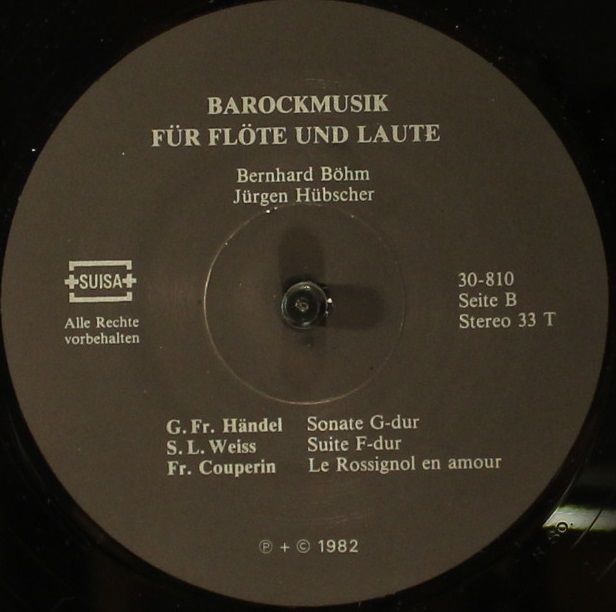 BAROCKMUSIK
FÜR FLÖTE UND LAUTE
Bernhard Böhm
Jürgen Hübscher
SUISA
Alle Rechte
vorbehalten
30-810
Seite B
Stereo 33 T
G. Fr. Händel Sonate G-dur
S. L. Weiss Suite F-dur
Fr. Couperin Le Rossignol en amour
℗ + © 1982